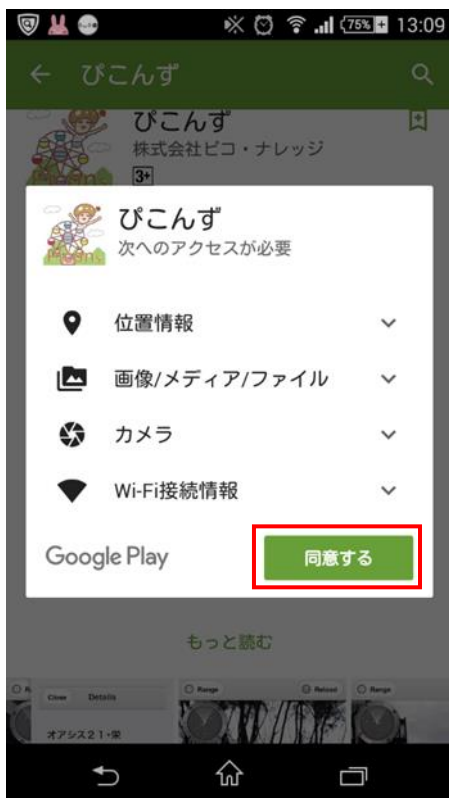 75%
13:09
ぴこんず
ぴこんず
株式会社ピコ・ナレッジ
3+
ぴこんず
次へのアクセスが必要
位置情報
画像/メディア/ファイル
カメラ
Wi-Fi接続情報
Google Play
同意する
もっと読む
Close
Details
Range
Reload
Range
オアシス21・栄